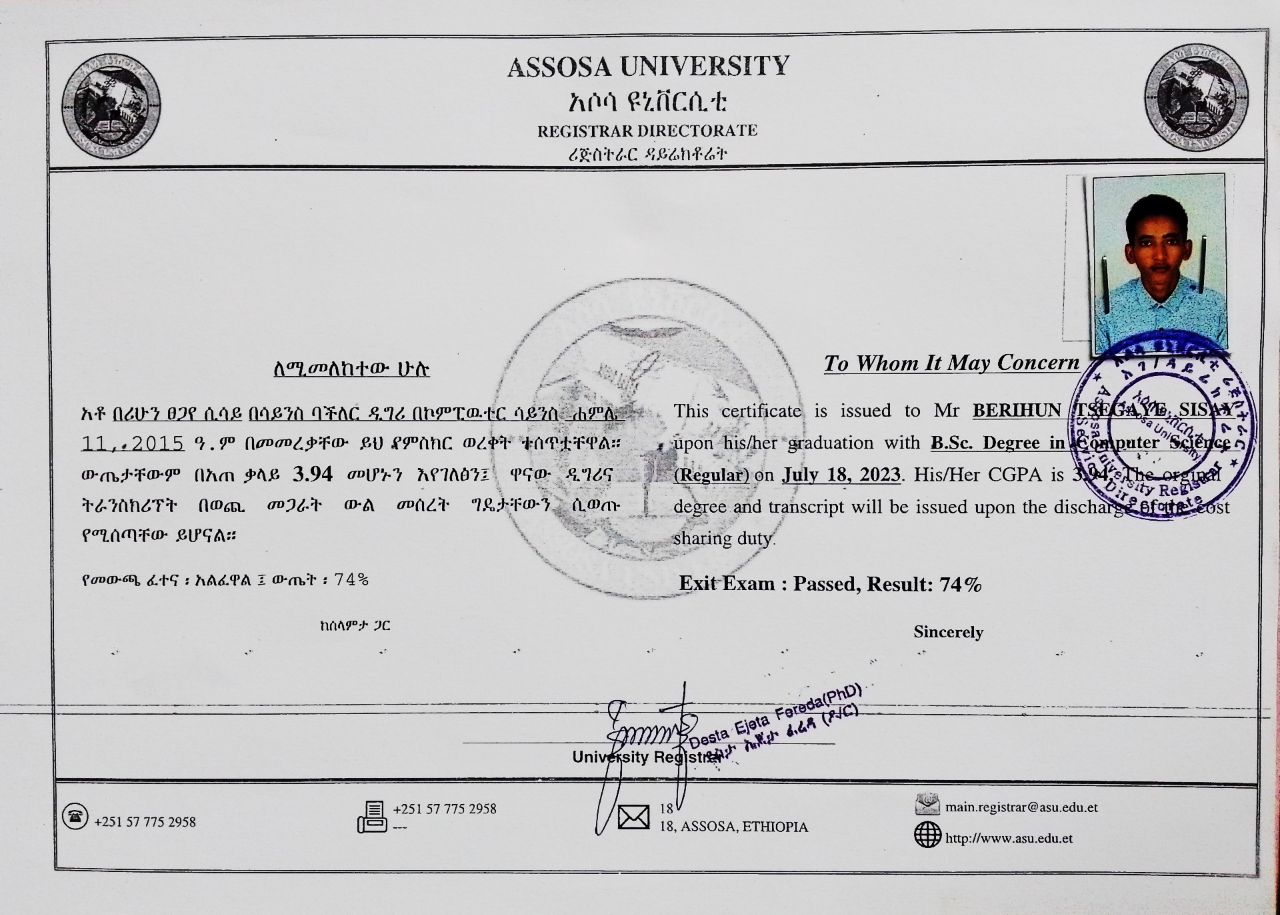 ASSOSA UNIVERSITY
አሶሳ ዩኒቨርሲቲ
REGISTRAR DIRECTORATE
ሪጅስትራር ዳይሬክቶሬት
ለሚመለከተው ሁሉ
አቶ በሪሁን ፀጋየ ሲሳይ በሳይንስ ባችለር ዲግሪ በኮምፒዉተር ሳይንስ ሐምሌ
11, 2015 ዓ.ም በመመረቃቸው ይህ የምስክር ወረቀት ተሰጥቷቸዋል።
ውጤታቸውም በአጠ ቃላይ 3.94 መሆኑን እየገለፅን፤ ዋናው ዲግሪና
ትራንስክሪፕት በወጪ መጋራት ውል መሰረት ግዴታቸውን ሲወጡ
የሚሰጣቸው ይሆናል።
የመውጫ ፈተና : አልፈዋል ፤ ውጤት : 74%
ከሰላምታ ጋር
To Whom It May Concern
This certificate is issued to Mr BERIHUN TSEGAYE SISAY
upon his/her graduation with B.Sc. Degree in Computer Science
(Regular) on July 18, 2023. His/Her CGPA is 3.94. The orginal
degree and transcript will be issued upon the discharge of the cost
sharing duty.
Exit Exam : Passed, Result: 74%
Sincerely
Assosa University
Assosa University Registrar
Service Directorate
Desta Ejeta Fereda(PhD)
ደስታ ኤጀታ ፈሬዳ (ዶ/ር)
University Registrar
+251 57 775 2958
+251 57 775 2958
---
18
18, ASSOSA, ETHIOPIA
main.registrar@asu.edu.et
http://www.asu.edu.et